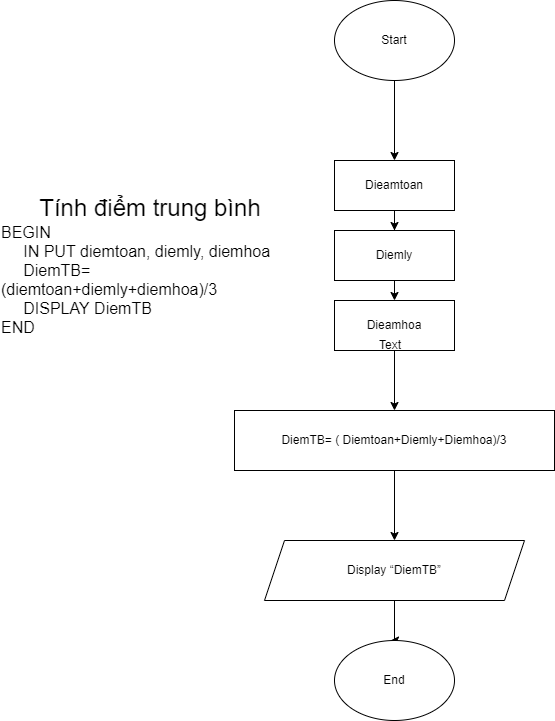 Tính điểm trung bình
BEGIN
IN PUT diemtoan, diemly, diemhoa
DiemTB=
(diemtoan+diemly+diemhoa)/3
DISPLAY DiemTB
END
Start
Dieamtoan
Diemly
Dieamhoa
Text
DiemTB= ( Diemtoan+Diemly+Diemhoa)/3
Display “DiemTB”
End